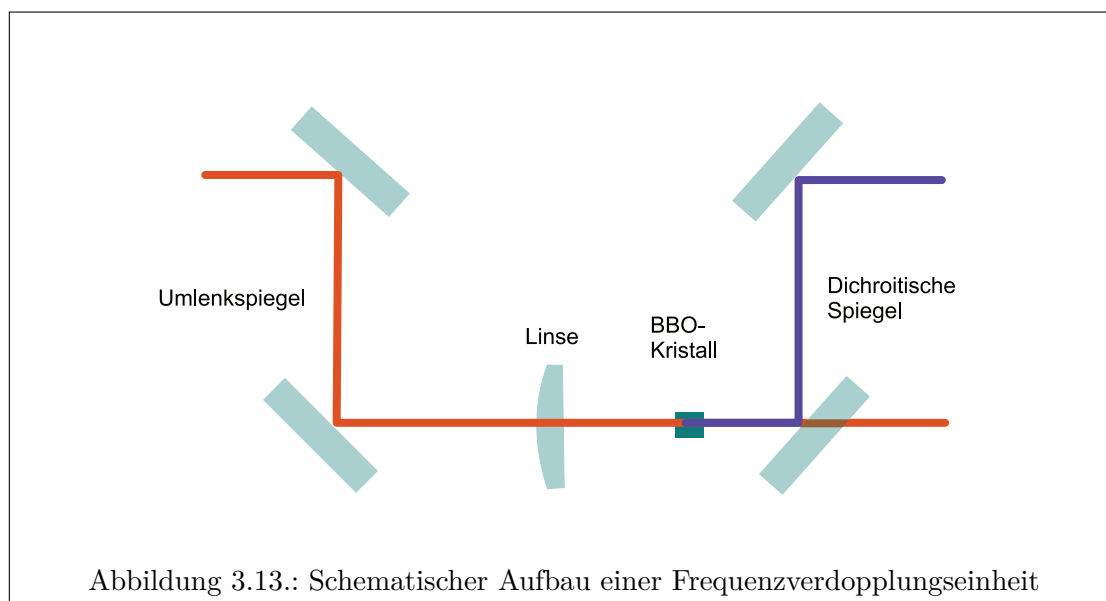 Umlenkspiegel
Linse
BBO-
Kristall
Dichroitische
Spiegel
Abbildung 3.13.: Schematischer Aufbau einer Frequenzverdopplungseinheit